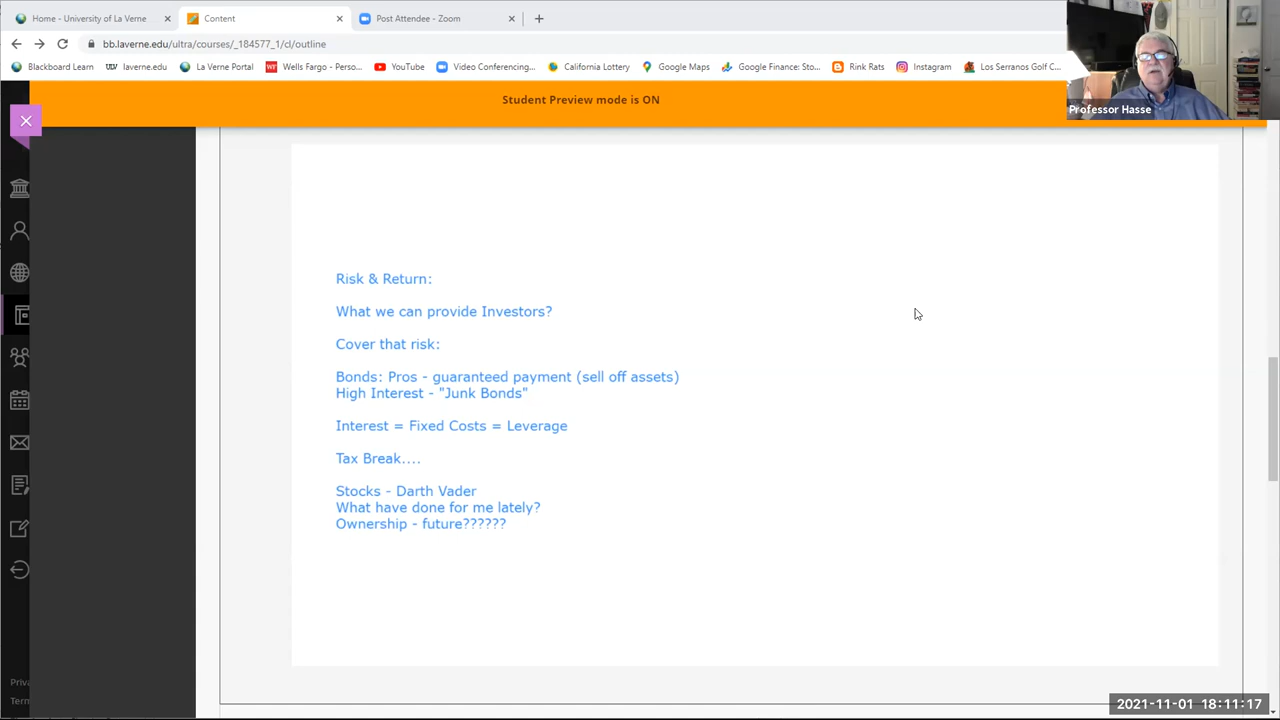 Home - University of La Verne
Content
Post Attendee - Zoom
bb.laverne.edu/ultra/courses/_184577_1/cl/outline
Blackboard Learn
laverne.edu
La Verne Portal
Wells Fargo - Perso...
YouTube
Video Conferencing...
California Lottery
Google Maps
Google Finance: Sto...
Rink Rats
Instagram
Los Serranos Golf C...
Student Preview mode is ON
Professor Hasse
Risk & Return:
What we can provide Investors?
Cover that risk:
Bonds: Pros - guaranteed payment (sell off assets)
High Interest - "Junk Bonds"
Interest = Fixed Costs = Leverage
Tax Break....
Stocks - Darth Vader
What have done for me lately?
Ownership - future??????
Priva
Term
2021-11-01 18:11:17